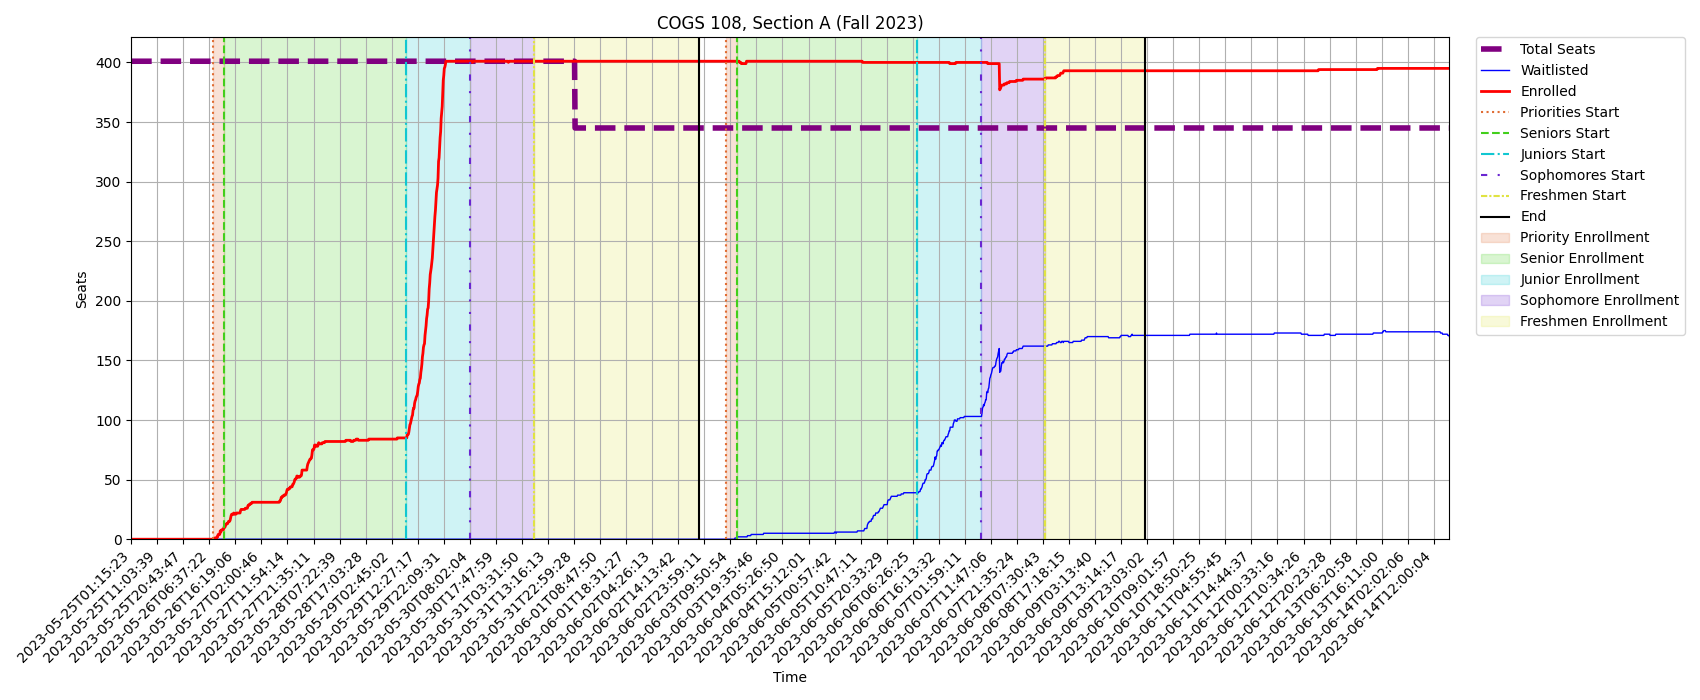 COGS 108, Section A (Fall 2023)
Seats
400
350
300
250
200
150
100
50
0
2023-05-25T01:15:23
2023-05-25T11:03:39
2023-05-25T20:43:47
2023-05-26T06:37:22
2023-05-26T16:19:06
2023-05-27T02:00:46
2023-05-27T11:54:14
2023-05-27T21:35:11
2023-05-28T07:22:39
2023-05-28T17:03:28
2023-05-29T02:45:02
2023-05-29T12:27:17
2023-05-29T22:09:31
2023-05-30T08:02:04
2023-05-30T17:47:59
2023-05-31T03:31:50
2023-05-31T13:16:13
2023-05-31T22:59:28
2023-06-01T08:47:50
2023-06-01T18:31:27
2023-06-02T04:26:13
2023-06-02T14:13:42
2023-06-02T23:59:11
2023-06-03T09:50:54
2023-06-03T19:35:46
2023-06-04T05:26:50
2023-06-04T15:12:01
2023-06-05T00:57:42
2023-06-05T10:47:11
2023-06-05T20:33:29
2023-06-06T06:26:25
2023-06-06T16:13:32
2023-06-07T01:59:11
2023-06-07T11:47:06
2023-06-07T21:35:24
2023-06-08T07:30:43
2023-06-08T17:18:15
2023-06-09T03:13:40
2023-06-09T13:14:17
2023-06-09T23:03:02
2023-06-10T09:01:57
2023-06-10T18:50:25
2023-06-11T04:55:45
2023-06-11T14:44:37
2023-06-12T00:33:16
2023-06-12T10:34:26
2023-06-12T20:23:28
2023-06-13T06:20:58
2023-06-13T16:11:00
2023-06-14T02:02:06
2023-06-14T12:00:04
Time
Total Seats
Waitlisted
Enrolled
Priorities Start
Seniors Start
Juniors Start
Sophomores Start
Freshmen Start
End
Priority Enrollment
Senior Enrollment
Junior Enrollment
Sophomore Enrollment
Freshmen Enrollment